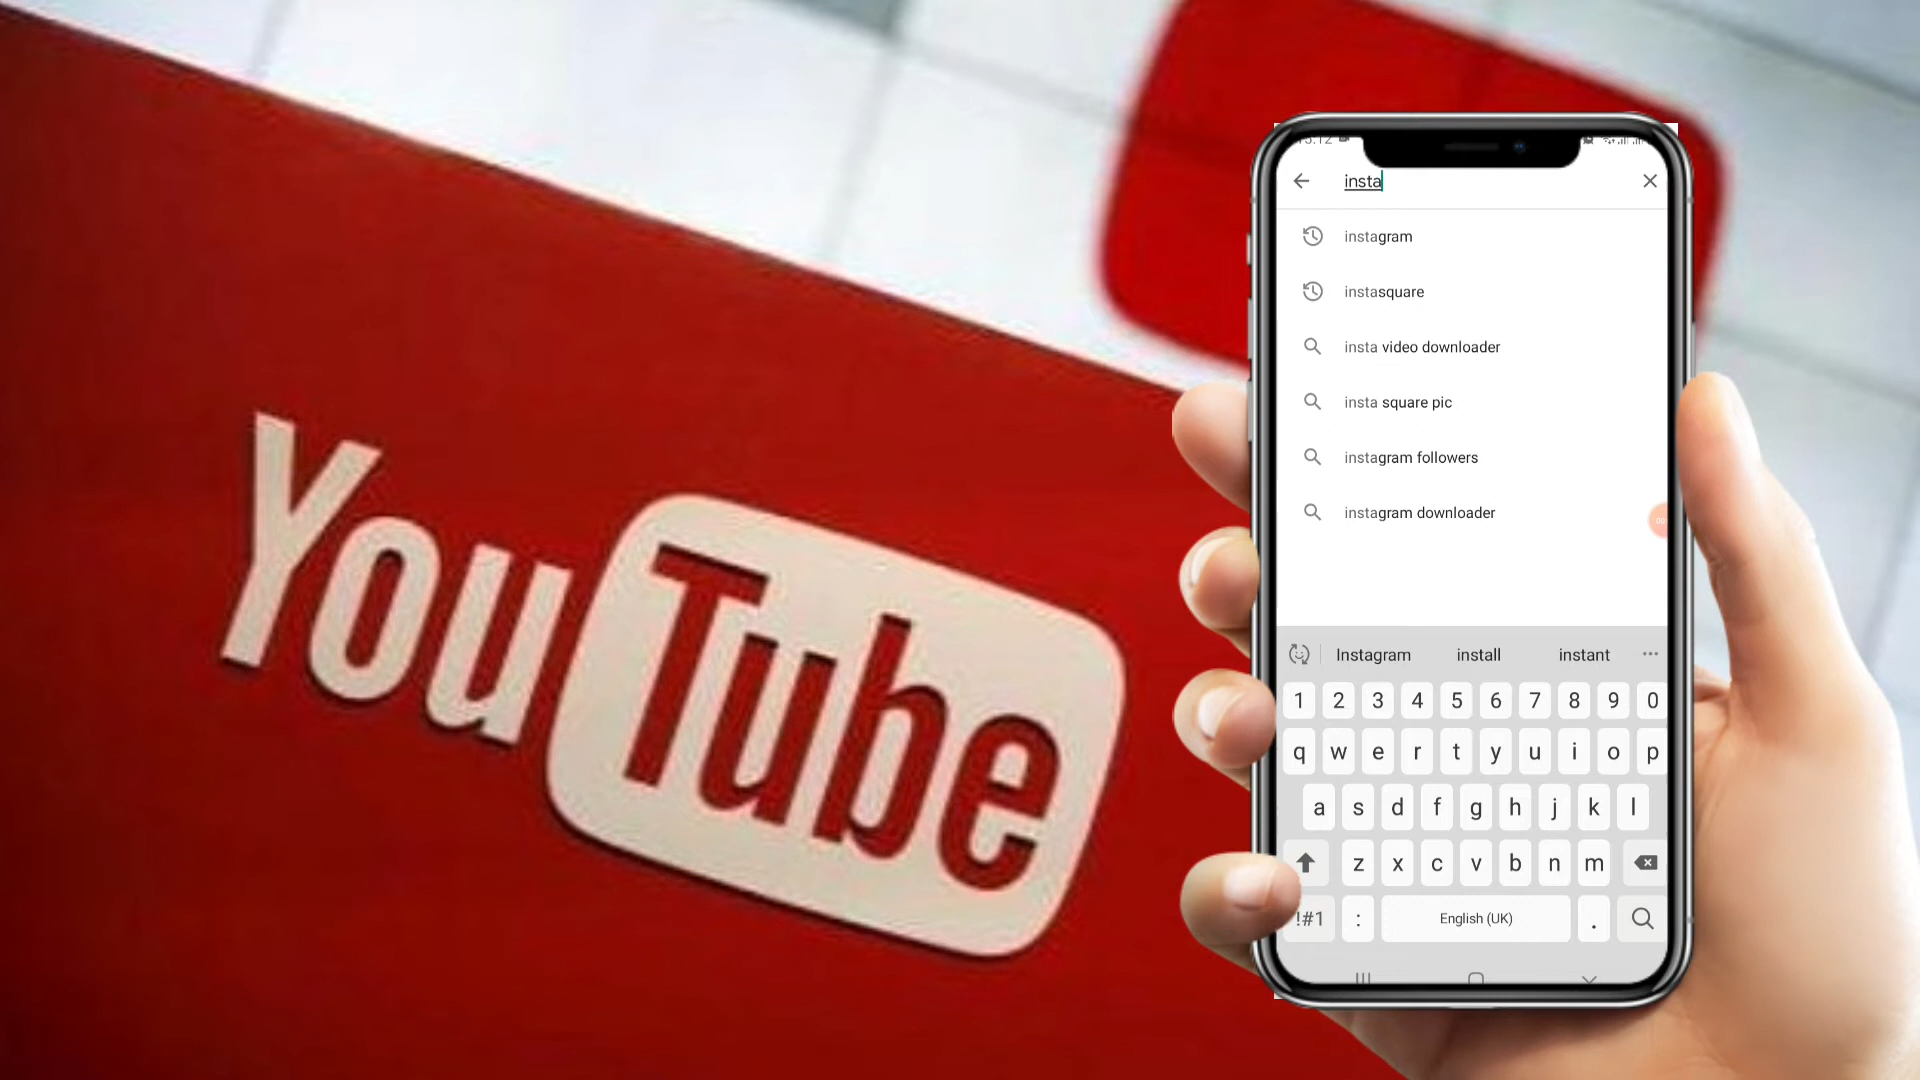 YouTube
insta
instagram
instasquare
insta video downloader
insta square pic
instagram followers
instagram downloader
Instagram install instant
1 2 3 4 5 6 7 8 9 0
q w e r t y u i o p
a s d f g h j k l
z x c v b n m
!#1 : English (UK) .